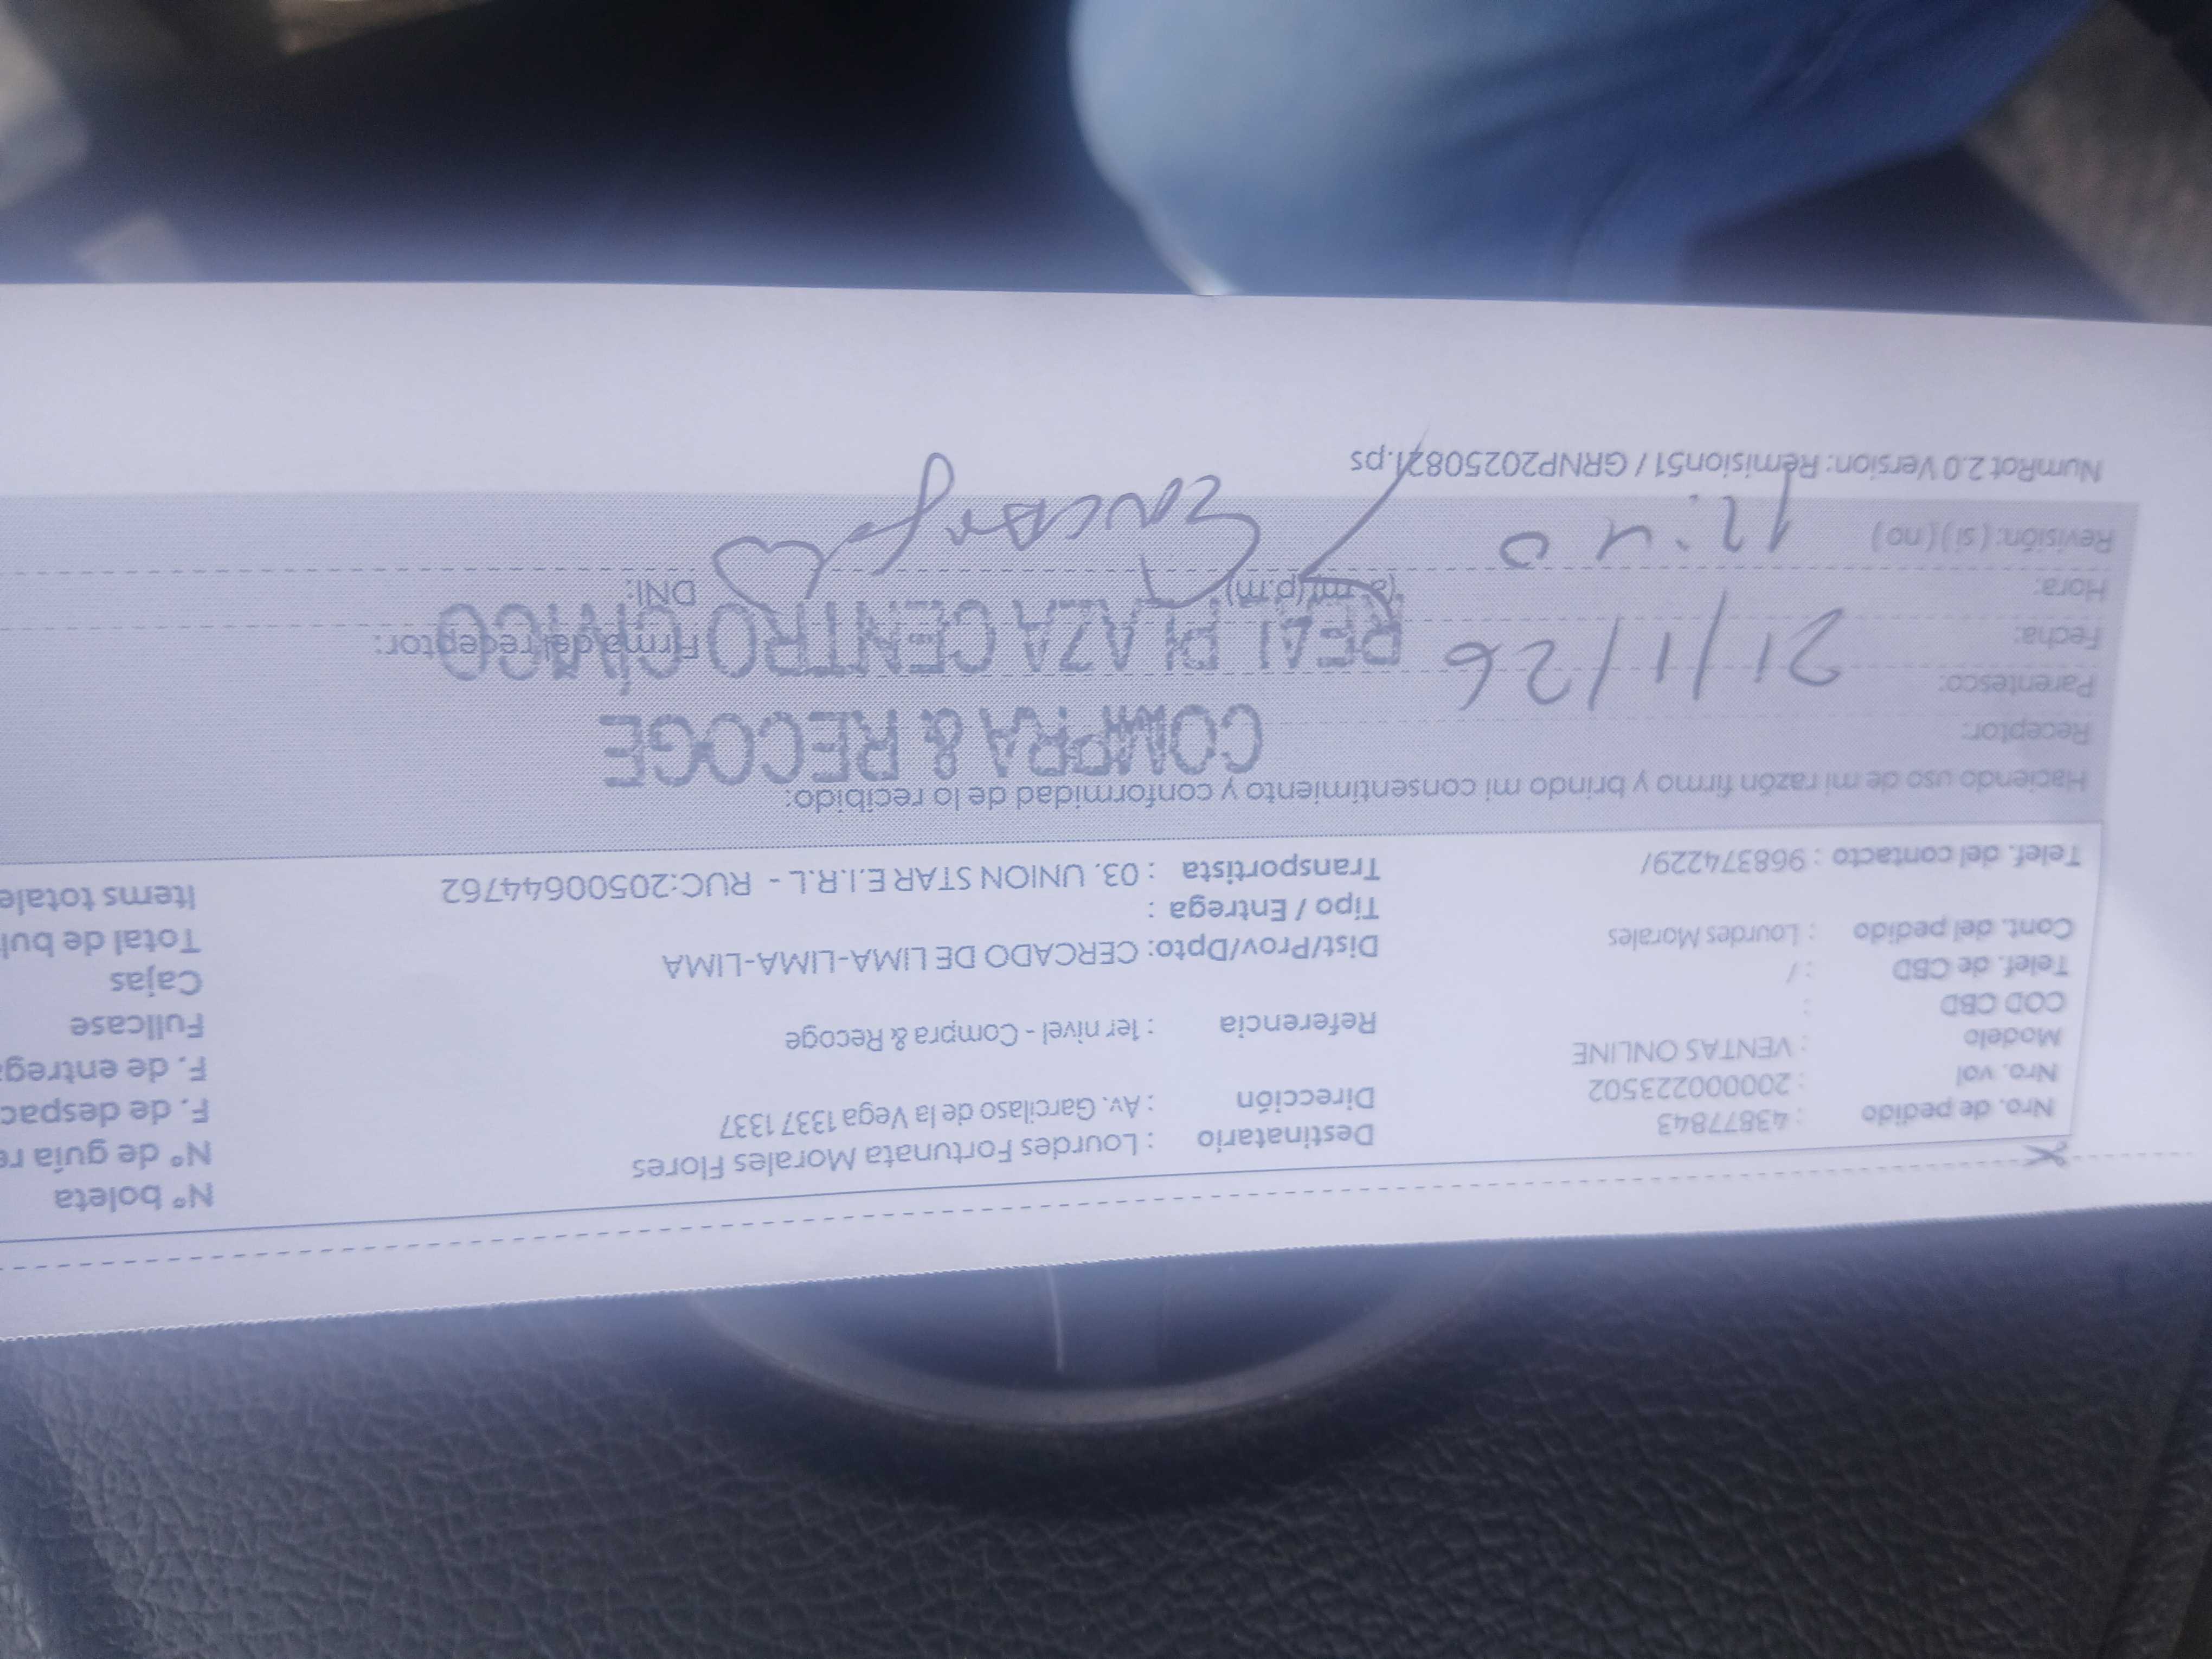 Nro. de pedido : 43877843
Nro. vol : 20000223502
Modelo : VENTAS ONLINE
COD CBD :
Telef. de CBD : /
Cont. del pedido : Lourdes Morales
Telef. del contacto : 968374229/
Destinatario : Lourdes Fortunata Morales Flores
Dirección : Av. Garcilaso de la Vega 1337 1337
Referencia : 1er nivel - Compra & Recoge
Dist/Prov/Dpto: CERCADO DE LIMA-LIMA-LIMA
Tipo / Entrega :
Transportista : 03. UNION STAR E.I.R.L - RUC:20500644762
N° boleta
N° de guía re
F. de despac
F. de entrega
Fullcase
Cajas
Total de bul
Items totale
Haciendo uso de mi razón firmo y brindo mi consentimiento y conformidad de lo recibido:
COMPRA & RECOGE
REAL PLAZA CENTRO CÍVICO
Receptor:
Parentesco:
Fecha: 21/1/26
Firma del receptor:
Hora: 12:40 (a.m)/(p.m)
DNI:
Revisión: (si) (no)
NumRot 2.0 Version: Remision51 / GRNP20250821.ps